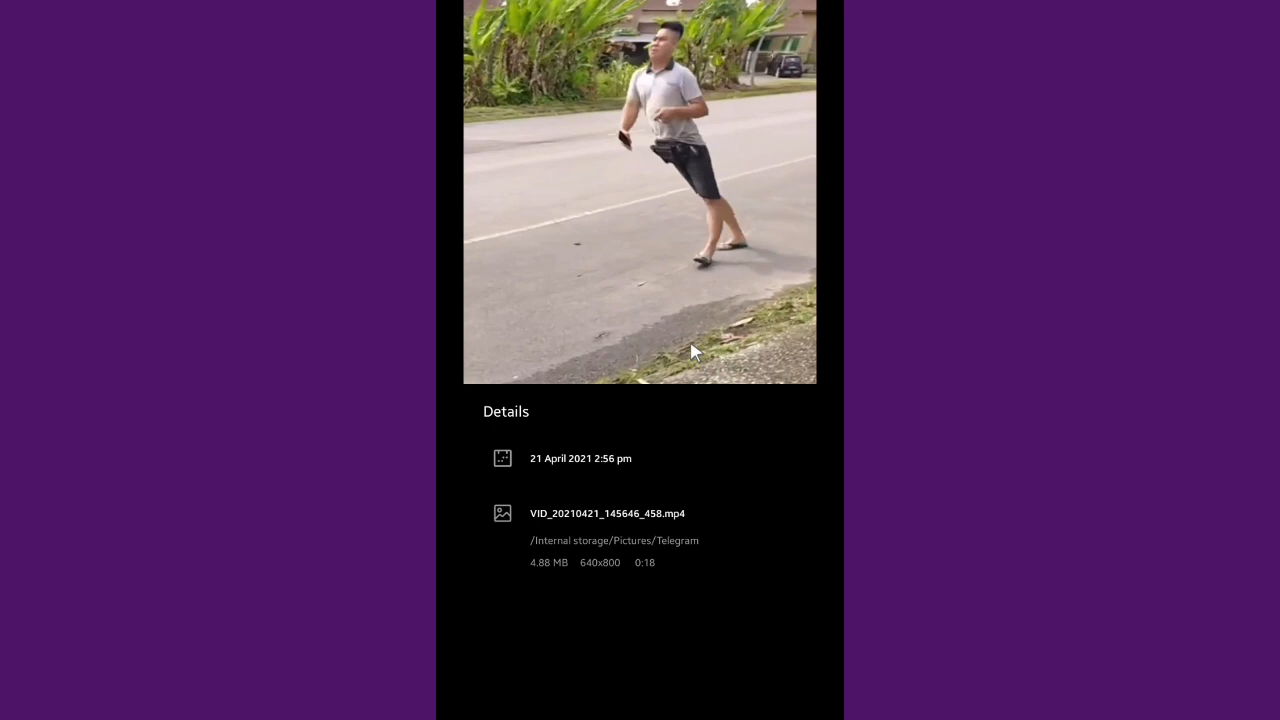 Details
21 April 2021 2:56 pm
VID_20210421_145646_458.mp4
/Internal storage/Pictures/Telegram
4.88 MB 640x800 0:18